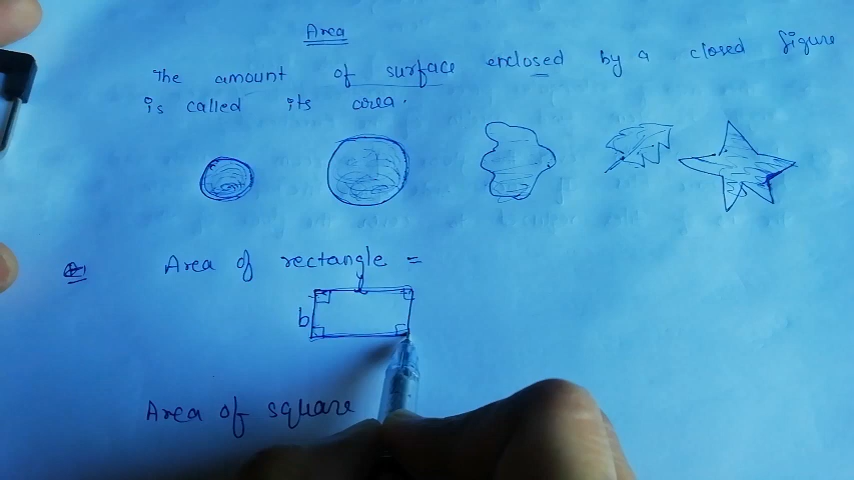 Area
The amount of surface enclosed by a closed figure
is called its area.
Area of rectangle =
l
b
Area of square